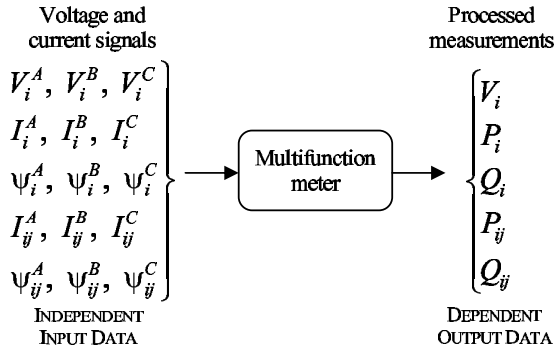 Voltage and
current signals
V_i^A, V_i^B, V_i^C
I_i^A, I_i^B, I_i^C
ψ_i^A, ψ_i^B, ψ_i^C
I_ij^A, I_ij^B, I_ij^C
ψ_ij^A, ψ_ij^B, ψ_ij^C
INDEPENDENT
INPUT DATA
Multifunction
meter
Processed
measurements
V_i
P_i
Q_i
P_ij
Q_ij
DEPENDENT
OUTPUT DATA